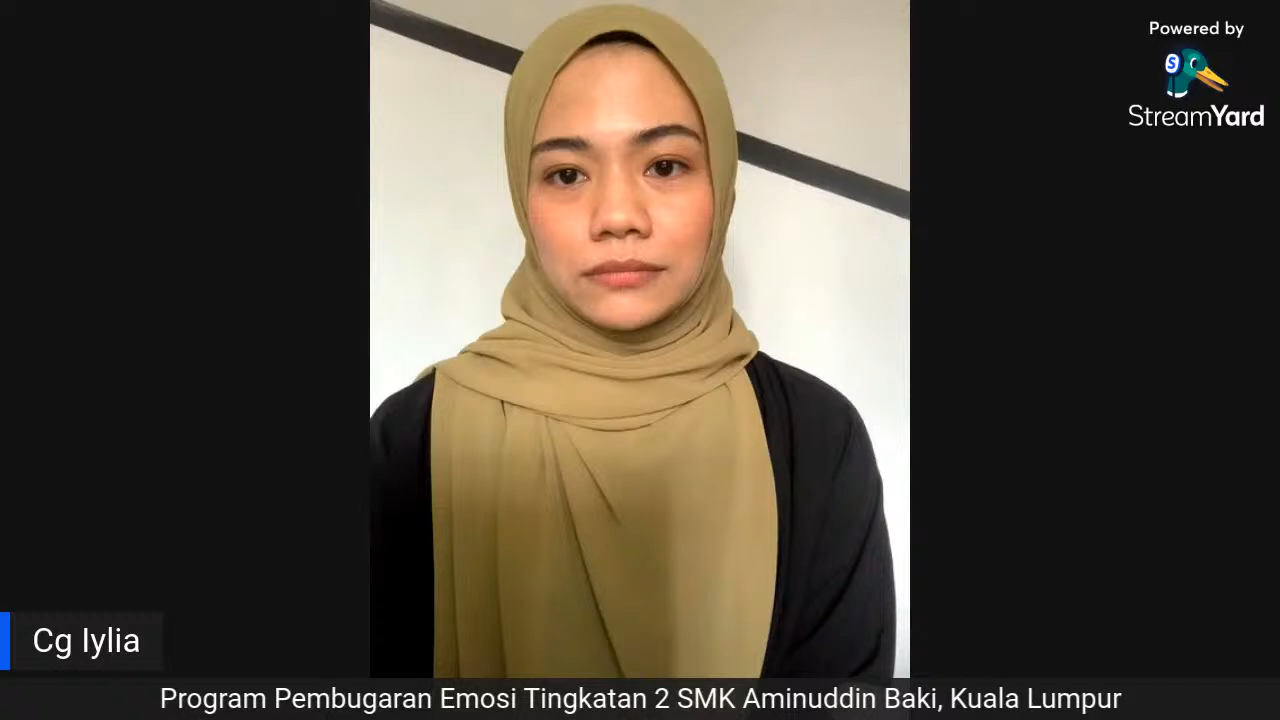 Powered by
S
StreamYard
Cg Iylia
Program Pembugaran Emosi Tingkatan 2 SMK Aminuddin Baki, Kuala Lumpur